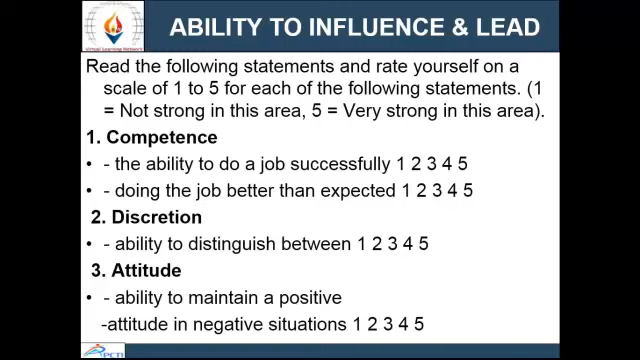 ABILITY TO INFLUENCE & LEAD
Virtual Learning Network
Read the following statements and rate yourself on a
scale of 1 to 5 for each of the following statements. (1
= Not strong in this area, 5 = Very strong in this area).
1. Competence
• - the ability to do a job successfully 1 2 3 4 5
• - doing the job better than expected 1 2 3 4 5
2. Discretion
• - ability to distinguish between 1 2 3 4 5
3. Attitude
• - ability to maintain a positive
-attitude in negative situations 1 2 3 4 5
PCTI